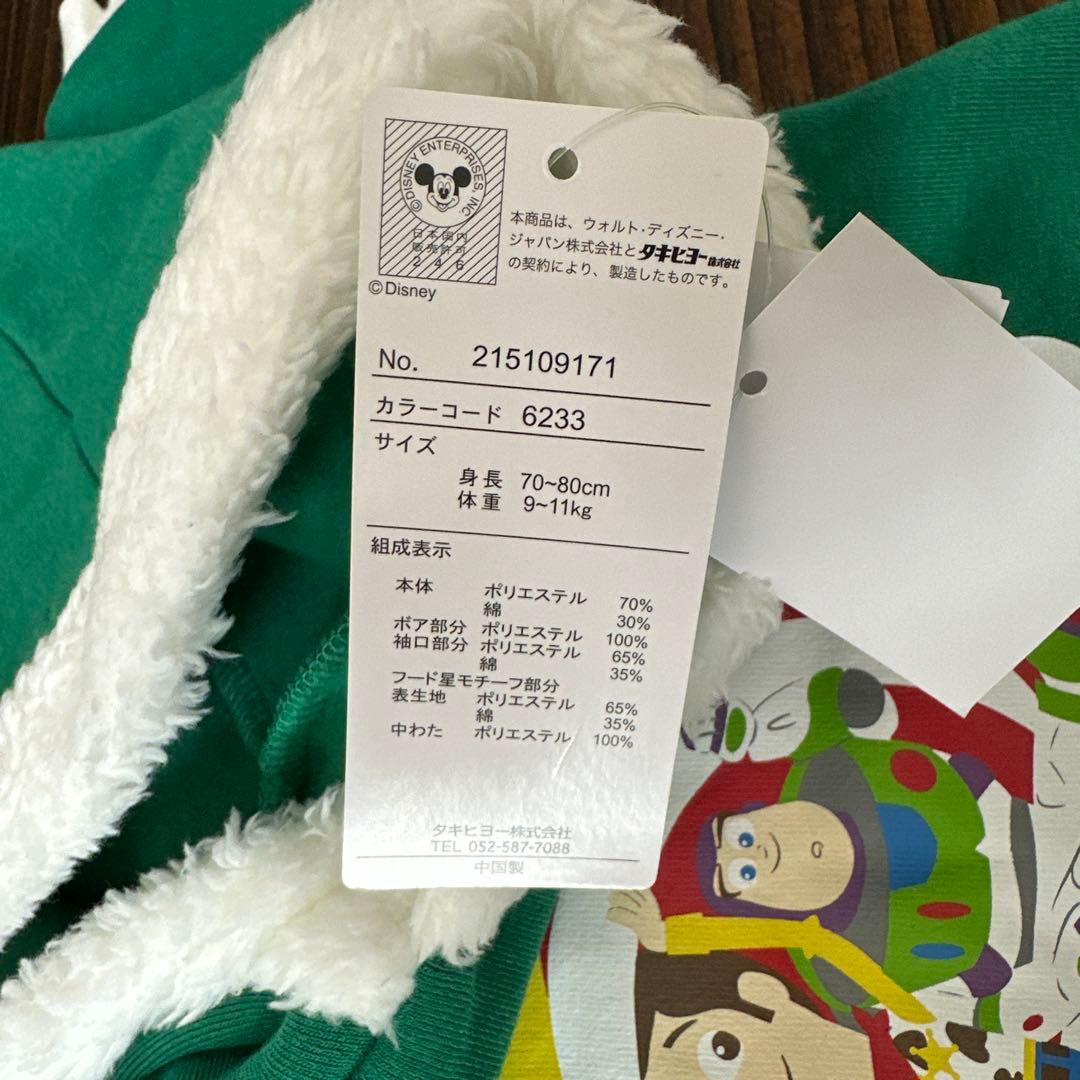 ©DISNEY ENTERPRISES, INC.
日本国内
販売許可
246
©Disney
本商品は、ウォルト・ディズニー・
ジャパン株式会社とタキヒヨー株式会社
の契約により、製造したものです。
No. 215109171
カラーコード 6233
サイズ
身長 70~80cm
体重 9~11kg
組成表示
本体 ポリエステル 70%
綿 30%
ボア部分 ポリエステル 100%
袖口部分 ポリエステル 65%
綿 35%
フード星モチーフ部分
表生地 ポリエステル 65%
綿 35%
中わた ポリエステル 100%
タキヒヨー株式会社
TEL 052-587-7088
中国製